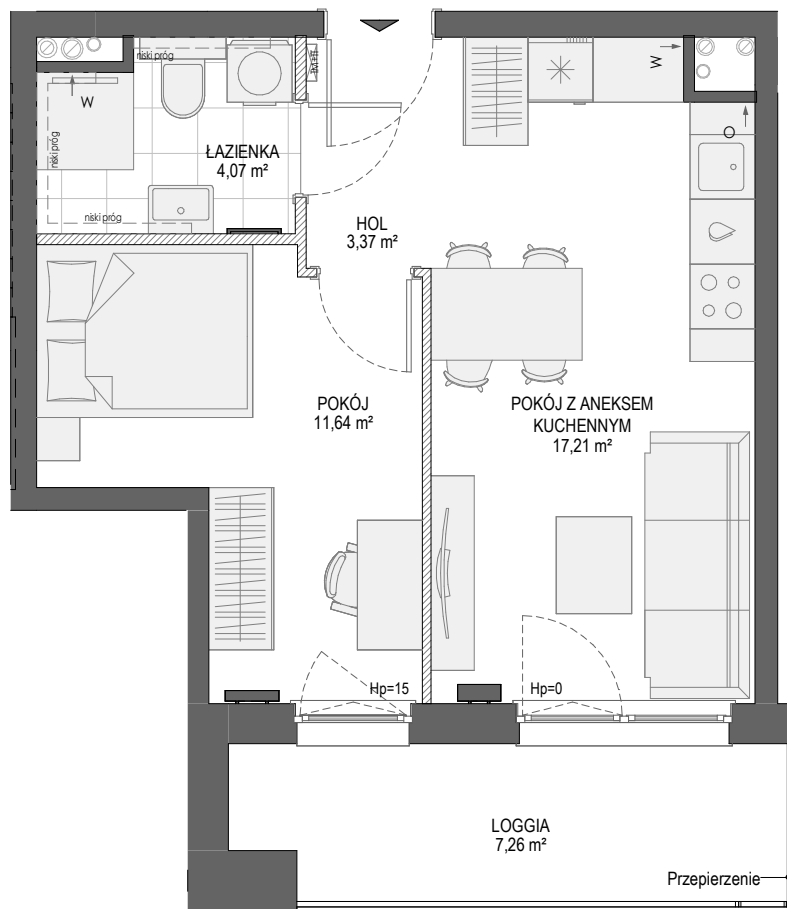 niski próg
W
W
niski próg
O
ŁAZIENKA
4,07 m²
niski próg
HOL
3,37 m²
POKÓJ
11,64 m²
POKÓJ Z ANEKSEM
KUCHENNYM
17,21 m²
Hp=15
Hp=0
LOGGIA
7,26 m²
Przepierzenie